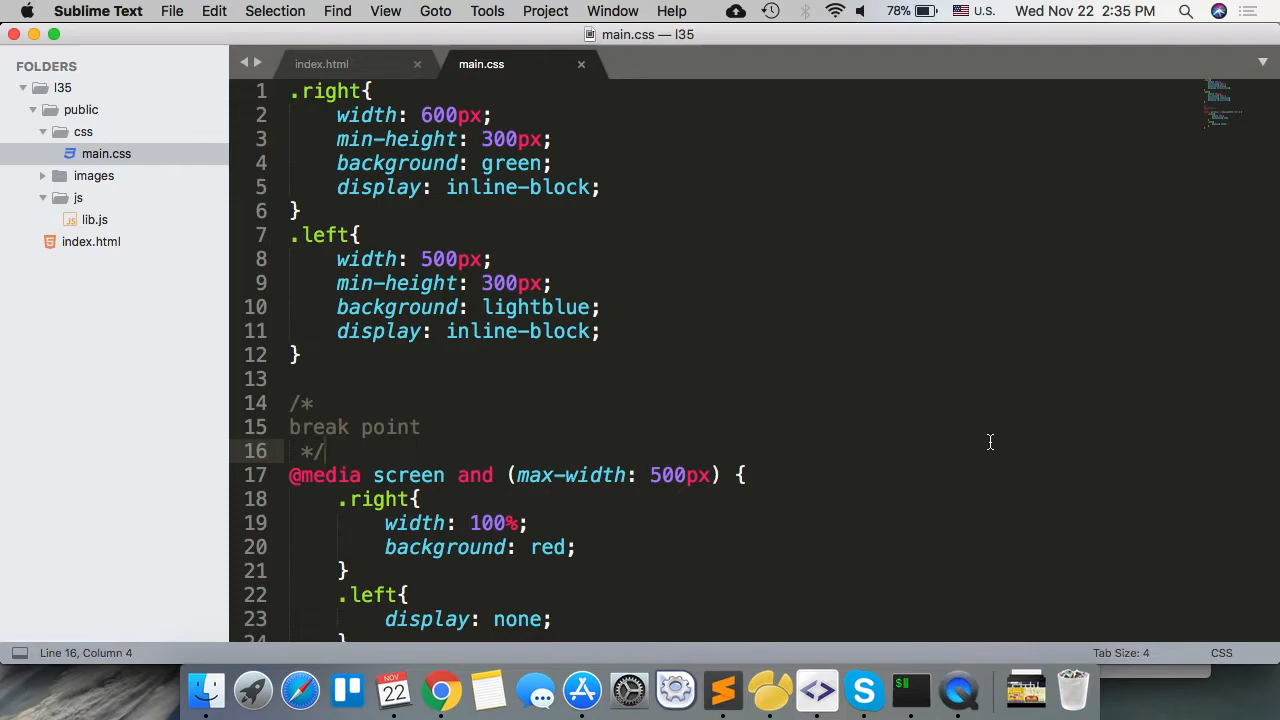 Sublime Text File Edit Selection Find View Goto Tools Project Window Help 78% U.S. Wed Nov 22 2:35 PM
main.css — l35
FOLDERS
l35
public
css
main.css
images
js
lib.js
index.html
index.html main.css
1 .right{
2 width: 600px;
3 min-height: 300px;
4 background: green;
5 display: inline-block;
6 }
7 .left{
8 width: 500px;
9 min-height: 300px;
10 background: lightblue;
11 display: inline-block;
12 }
13
14 /*
15 break point
16 */
17 @media screen and (max-width: 500px) {
18 .right{
19 width: 100%;
20 background: red;
21 }
22 .left{
23 display: none;
24 }
Line 16, Column 4 Tab Size: 4 CSS
NOV
22
$